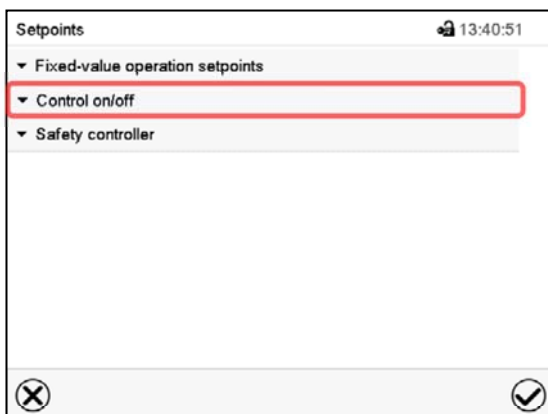 Setpoints 13:40:51
Fixed-value operation setpoints
Control on/off
Safety controller